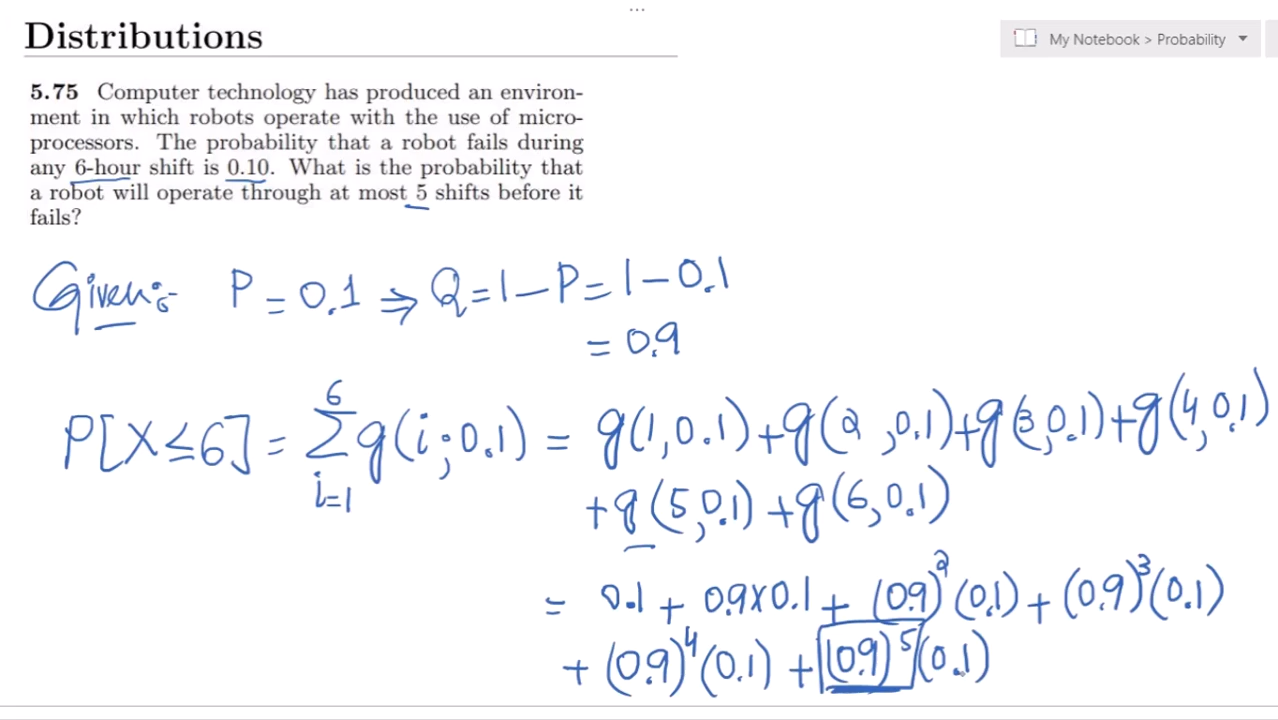 ...
Distributions
My Notebook > Probability
5.75 Computer technology has produced an environ-
ment in which robots operate with the use of micro-
processors. The probability that a robot fails during
any 6-hour shift is 0.10. What is the probability that
a robot will operate through at most 5 shifts before it
fails?
Given:- P = 0.1 ⇒ Q = 1 - P = 1 - 0.1
= 0.9
P[X ≤ 6] = ∑_{i=1}^{6} g(i; 0.1) = g(1, 0.1) + g(2, 0.1) + g(3, 0.1) + g(4, 0.1)
+ g(5, 0.1) + g(6, 0.1)
= 0.1 + 0.9 × 0.1 + (0.9)^2 (0.1) + (0.9)^3 (0.1)
+ (0.9)^4 (0.1) + (0.9)^5 (0.1)